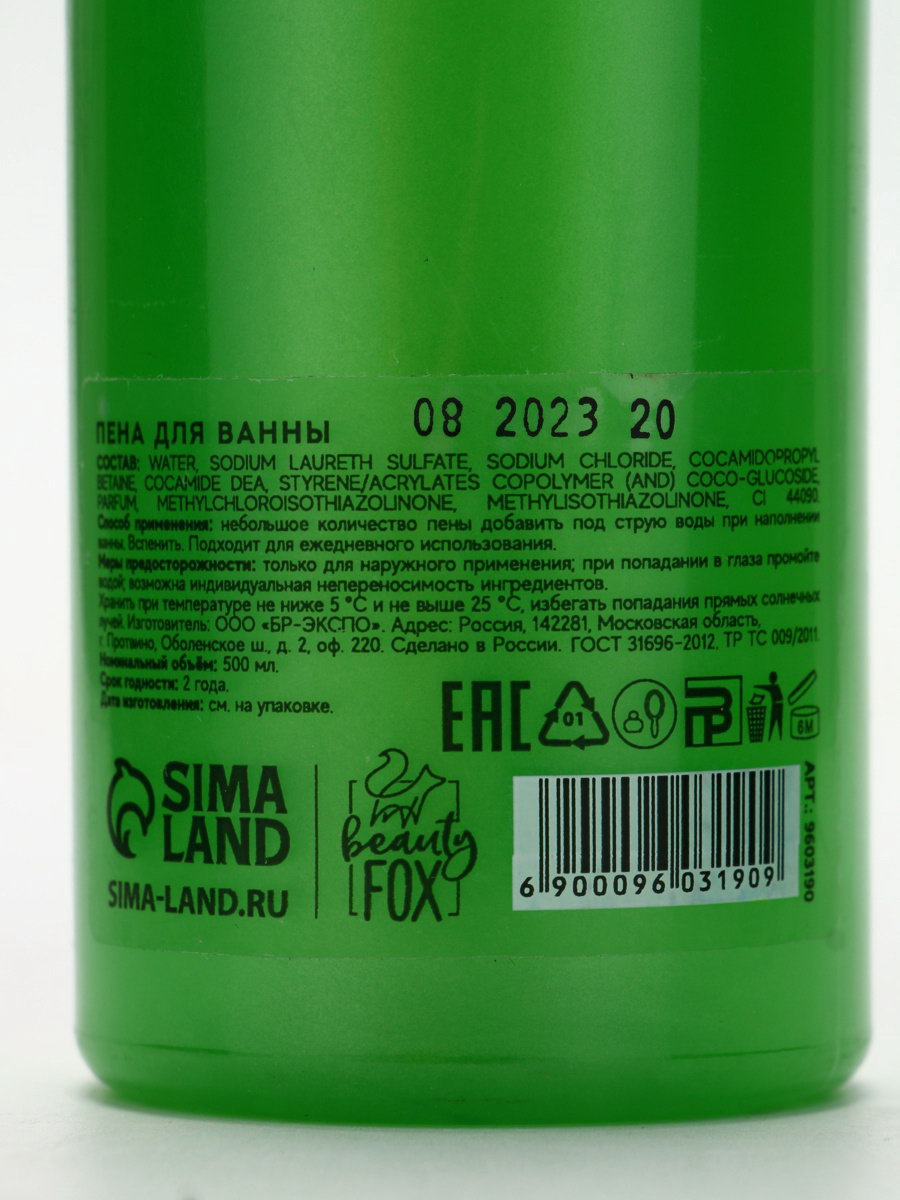 08 2023 20
ПЕНА ДЛЯ ВАННЫ
СОСТАВ: WATER, SODIUM LAURETH SULFATE, SODIUM CHLORIDE, COCAMIDOPROPYL
BETAINE, COCAMIDE DEA, STYRENE/ACRYLATES COPOLYMER (AND) COCO-GLUCOSIDE,
PARFUM, METHYLCHLOROISOTHIAZOLINONE, METHYLISOTHIAZOLINONE, CI 44090.
Способ применения: небольшое количество пены добавить под струю воды при наполнении
ванны. Вспенить. Подходит для ежедневного использования.
Меры предосторожности: только для наружного применения; при попадании в глаза промойте
водой; возможна индивидуальная непереносимость ингредиентов.
Хранить при температуре не ниже 5 °C и не выше 25 °C, избегать попадания прямых солнечных
лучей. Изготовитель: ООО «БР-ЭКСПО». Адрес: Россия, 142281, Московская область,
г. Протвино, Оболенское ш., д. 2, оф. 220. Сделано в России. ГОСТ 31696-2012. ТР ТС 009/2011.
Номинальный объём: 500 мл.
Срок годности: 2 года.
Дата изготовления: см. на упаковке.
EAC
01
6M
SIMA
LAND
SIMA-LAND.RU
beauty
FOX
6 900096 031909
АРТ.: 9603190